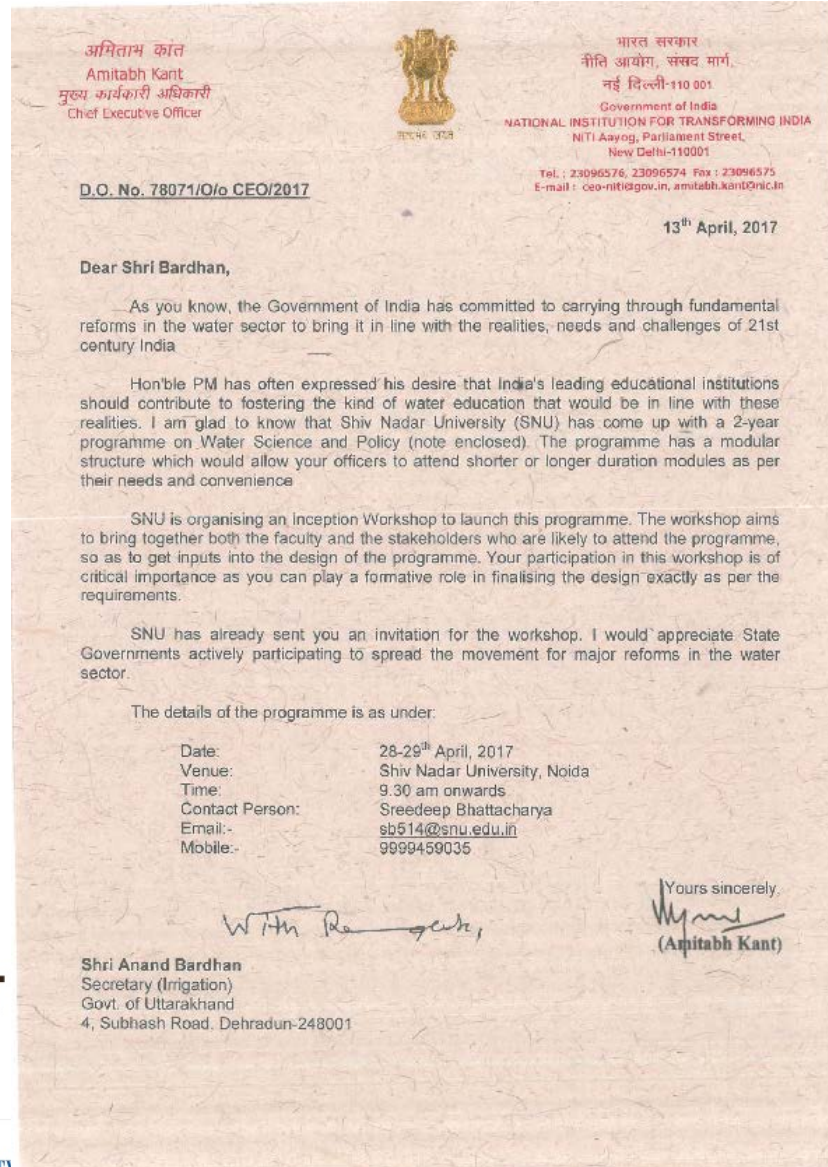 अमिताभ कांत
Amitabh Kant
मुख्य कार्यकारी अधिकारी
Chief Executive Officer
सत्यमेव जयते
भारत सरकार
नीति आयोग, संसद मार्ग,
नई दिल्ली-110 001
Government of India
NATIONAL INSTITUTION FOR TRANSFORMING INDIA
NITI Aayog, Parliament Street,
New Delhi-110001
Tel. : 23096576, 23096574 Fax : 23096575
E-mail : ceo-niti@gov.in, amitabh.kant@nic.in
D.O. No. 78071/O/o CEO/2017
13th April, 2017
Dear Shri Bardhan,
As you know, the Government of India has committed to carrying through fundamental
reforms in the water sector to bring it in line with the realities, needs and challenges of 21st
century India
Hon'ble PM has often expressed his desire that India's leading educational institutions
should contribute to fostering the kind of water education that would be in line with these
realities. I am glad to know that Shiv Nadar University (SNU) has come up with a 2-year
programme on Water Science and Policy (note enclosed). The programme has a modular
structure which would allow your officers to attend shorter or longer duration modules as per
their needs and convenience
SNU is organising an Inception Workshop to launch this programme. The workshop aims
to bring together both the faculty and the stakeholders who are likely to attend the programme,
so as to get inputs into the design of the programme. Your participation in this workshop is of
critical importance as you can play a formative role in finalising the design exactly as per the
requirements.
SNU has already sent you an invitation for the workshop. I would appreciate State
Governments actively participating to spread the movement for major reforms in the water
sector.
The details of the programme is as under:
Date: 28-29th April, 2017
Venue: Shiv Nadar University, Noida
Time: 9.30 am onwards
Contact Person: Sreedeep Bhattacharya
Email:- sb514@snu.edu.in
Mobile:- 9999459035
Yours sincerely,
With Regards,
(Amitabh Kant)
Shri Anand Bardhan
Secretary (Irrigation)
Govt. of Uttarakhand
4, Subhash Road, Dehradun-248001